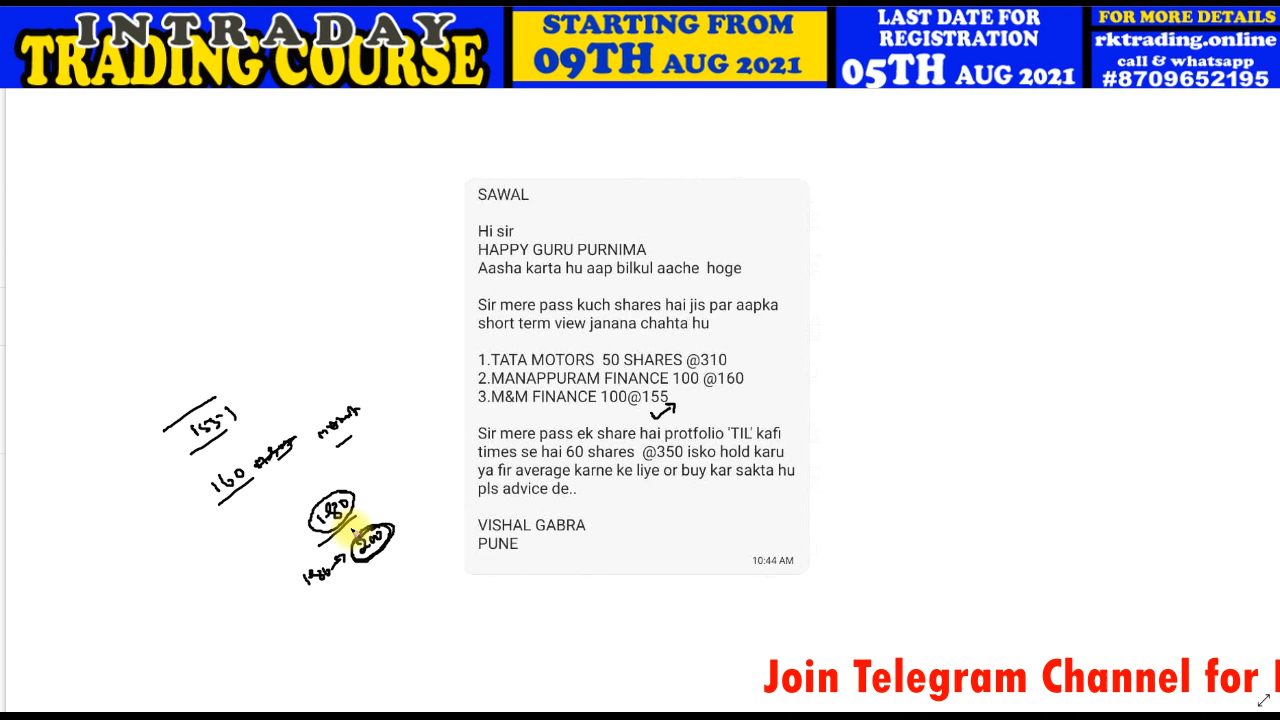 INTRADAY
TRADING COURSE
STARTING FROM
09TH AUG 2021
LAST DATE FOR
REGISTRATION
05TH AUG 2021
FOR MORE DETAILS
rktrading.online
call & whatsapp
#8709652195
SAWAL
Hi sir
HAPPY GURU PURNIMA
Aasha karta hu aap bilkul aache hoge
Sir mere pass kuch shares hai jis par aapka
short term view janana chahta hu
1.TATA MOTORS 50 SHARES @310
2.MANAPPURAM FINANCE 100 @160
3.M&M FINANCE 100@155
Sir mere pass ek share hai protfolio 'TIL' kafi
times se hai 60 shares @350 isko hold karu
ya fir average karne ke liye or buy kar sakta hu
pls advice de..
VISHAL GABRA
PUNE
10:44 AM
160
200
Join Telegram Channel for